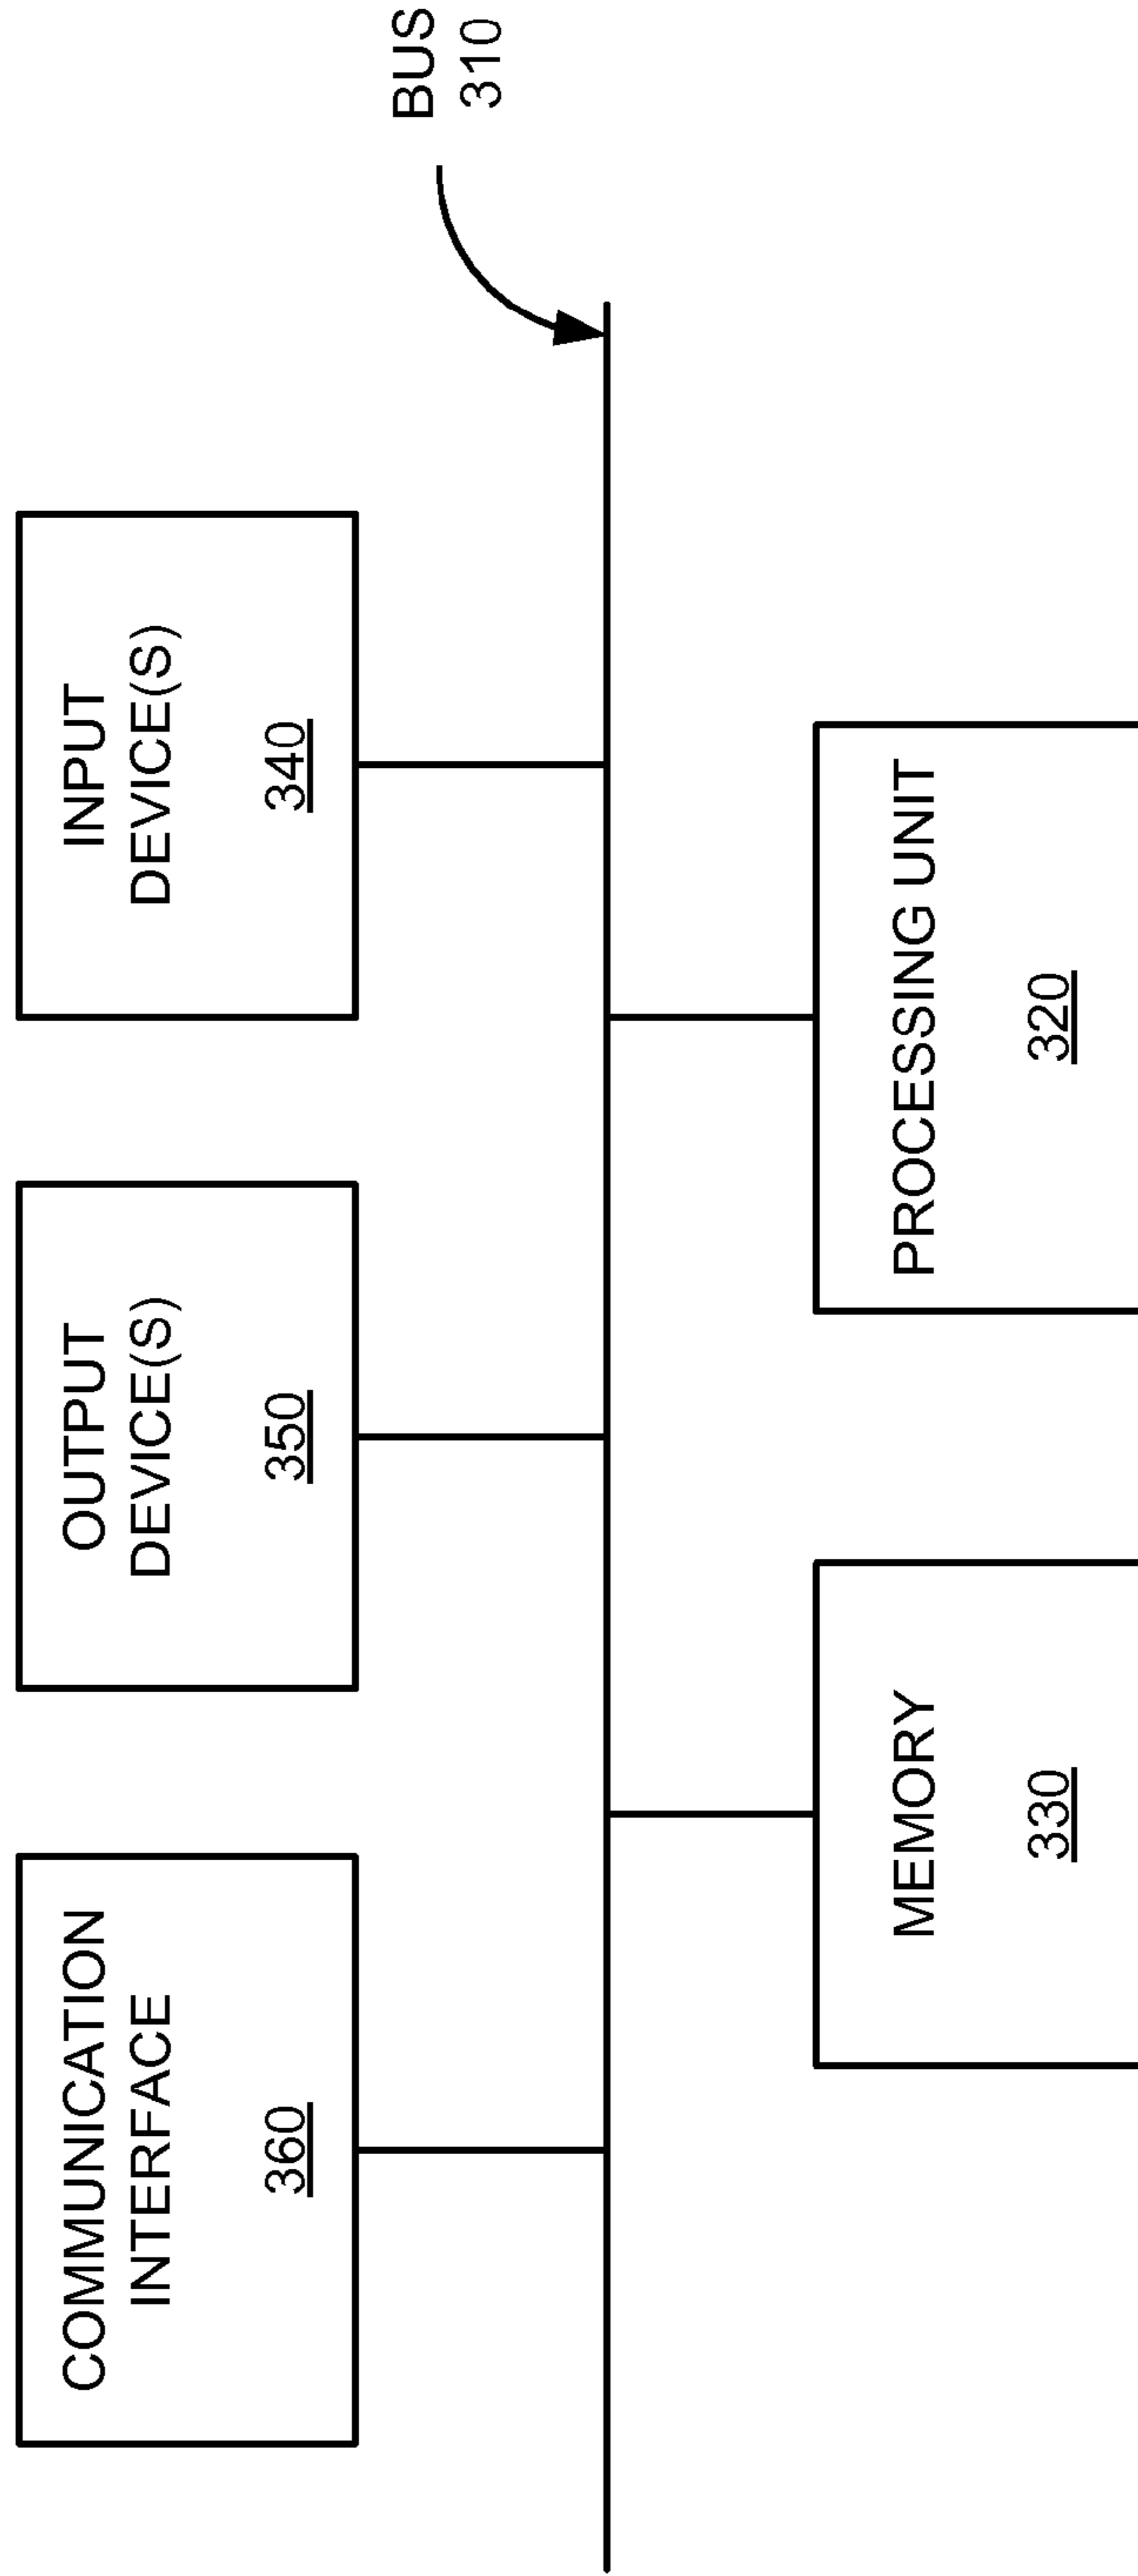 COMMUNICATION
INTERFACE
360
OUTPUT
DEVICE(S)
350
INPUT
DEVICE(S)
340
BUS
310
MEMORY
330
PROCESSING UNIT
320